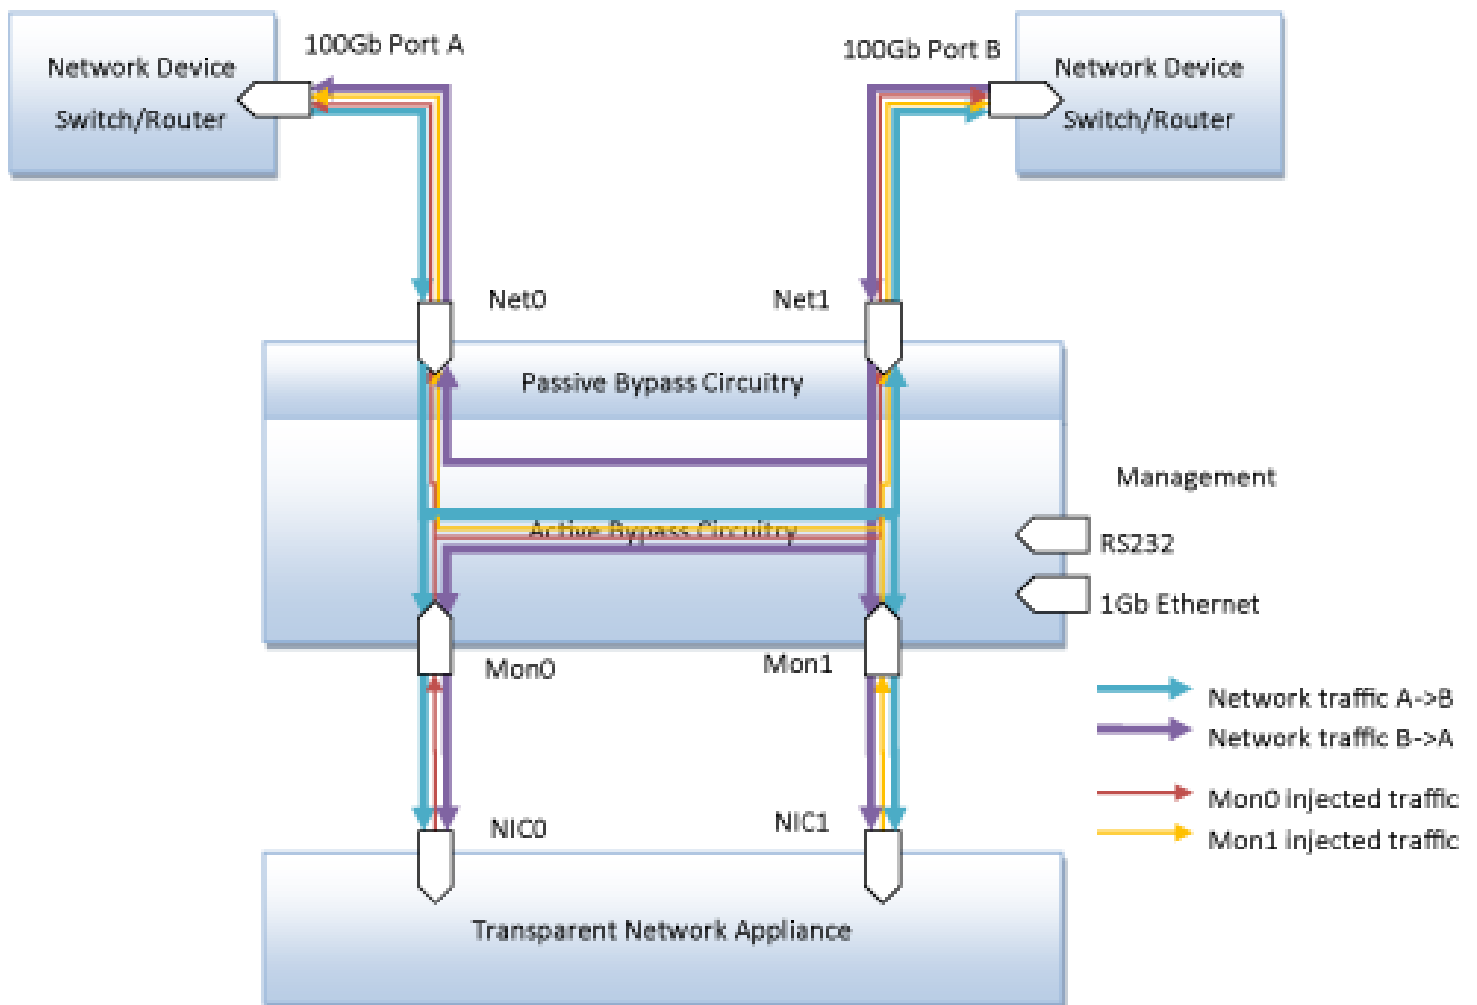 100Gb Port A
100Gb Port B
Network Device
Switch/Router
Network Device
Switch/Router
Net0
Net1
Passive Bypass Circuitry
Management
Active Bypass Circuitry
RS232
1Gb Ethernet
Mon0
Mon1
Network traffic A->B
Network traffic B->A
Mon0 injected traffic
Mon1 injected traffic
NIC0
NIC1
Transparent Network Appliance